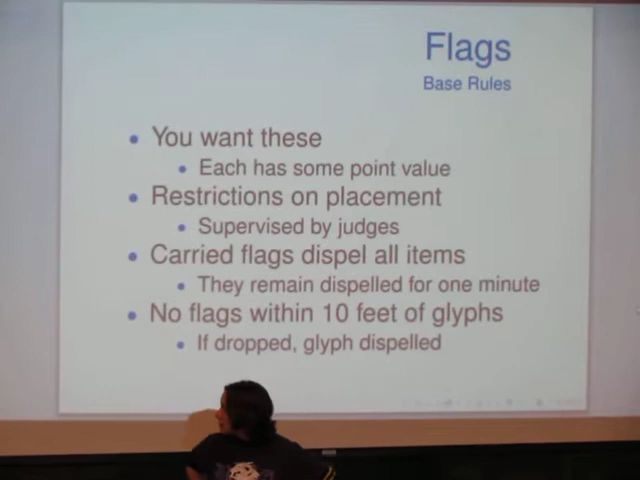 Flags
Base Rules
• You want these
• Each has some point value
• Restrictions on placement
• Supervised by judges
• Carried flags dispel all items
• They remain dispelled for one minute
• No flags within 10 feet of glyphs
• If dropped, glyph dispelled